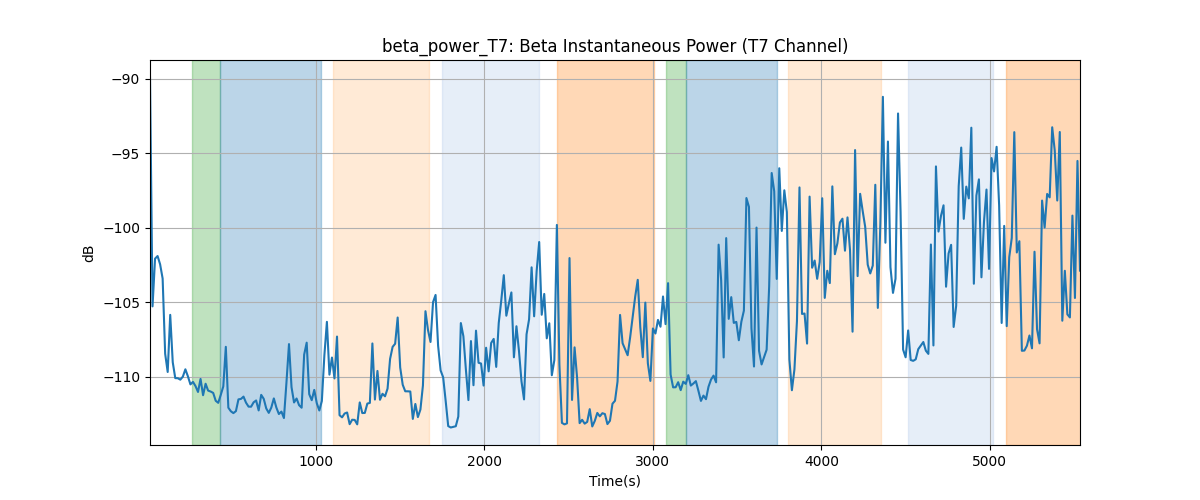 beta_power_T7: Beta Instantaneous Power (T7 Channel)
−90
−95
−100
−105
−110
dB
1000 2000 3000 4000 5000
Time(s)